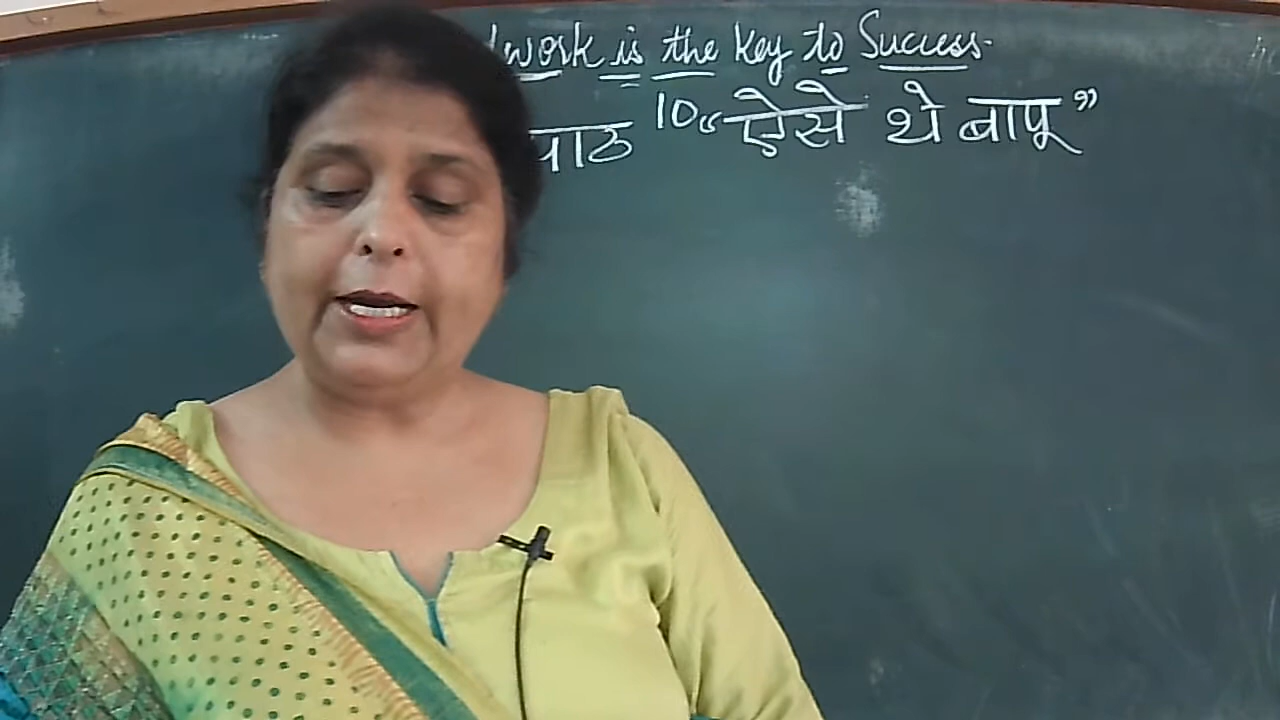 work is the Key to Success.
पाठ 10 "ऐसे थे बापू"